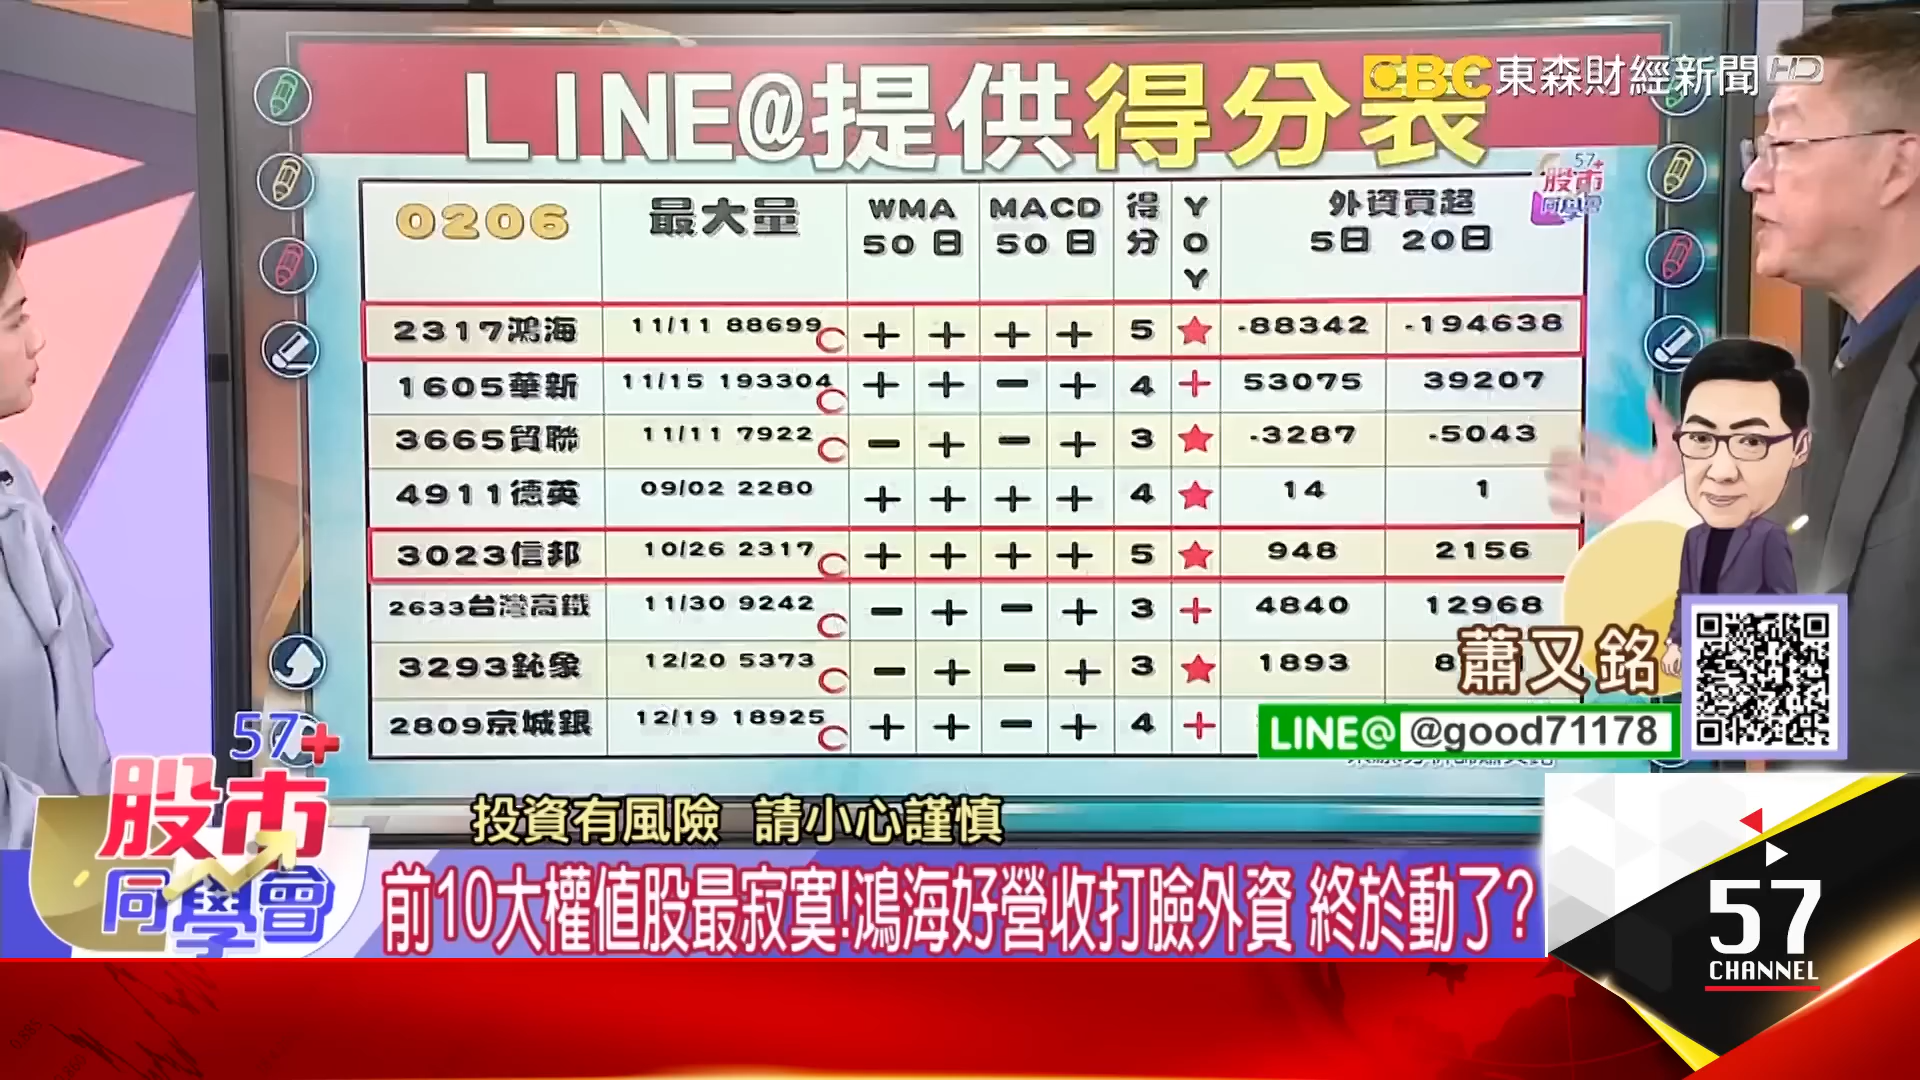 EBC東森財經新聞HD
LINE@提供得分表
57+
股市
同學會
0206 最大量 WMA 50日 MACD 50日 得分 YOY 外資買超 5日 20日
2317鴻海 11/11 88699 + + + + 5 ★ -88342 -194638
1605華新 11/15 193304 + + - + 4 + 53075 39207
3665貿聯 11/11 7922 - + - + 3 ★ -3287 -5043
4911德英 09/02 2280 + + + + 4 ★ 14 1
3023信邦 10/26 2317 + + + + 5 ★ 948 2156
2633台灣高鐵 11/30 9242 - + - + 3 + 4840 12968
3293鈊象 12/20 5373 - + - + 3 ★ 1893
2809京城銀 12/19 18925 + + - + 4 +
蕭又銘
LINE@ @good71178
57+
股市
同學會
投資有風險 請小心謹慎
前10大權值股最寂寞!鴻海好營收打臉外資 終於動了?
57
CHANNEL